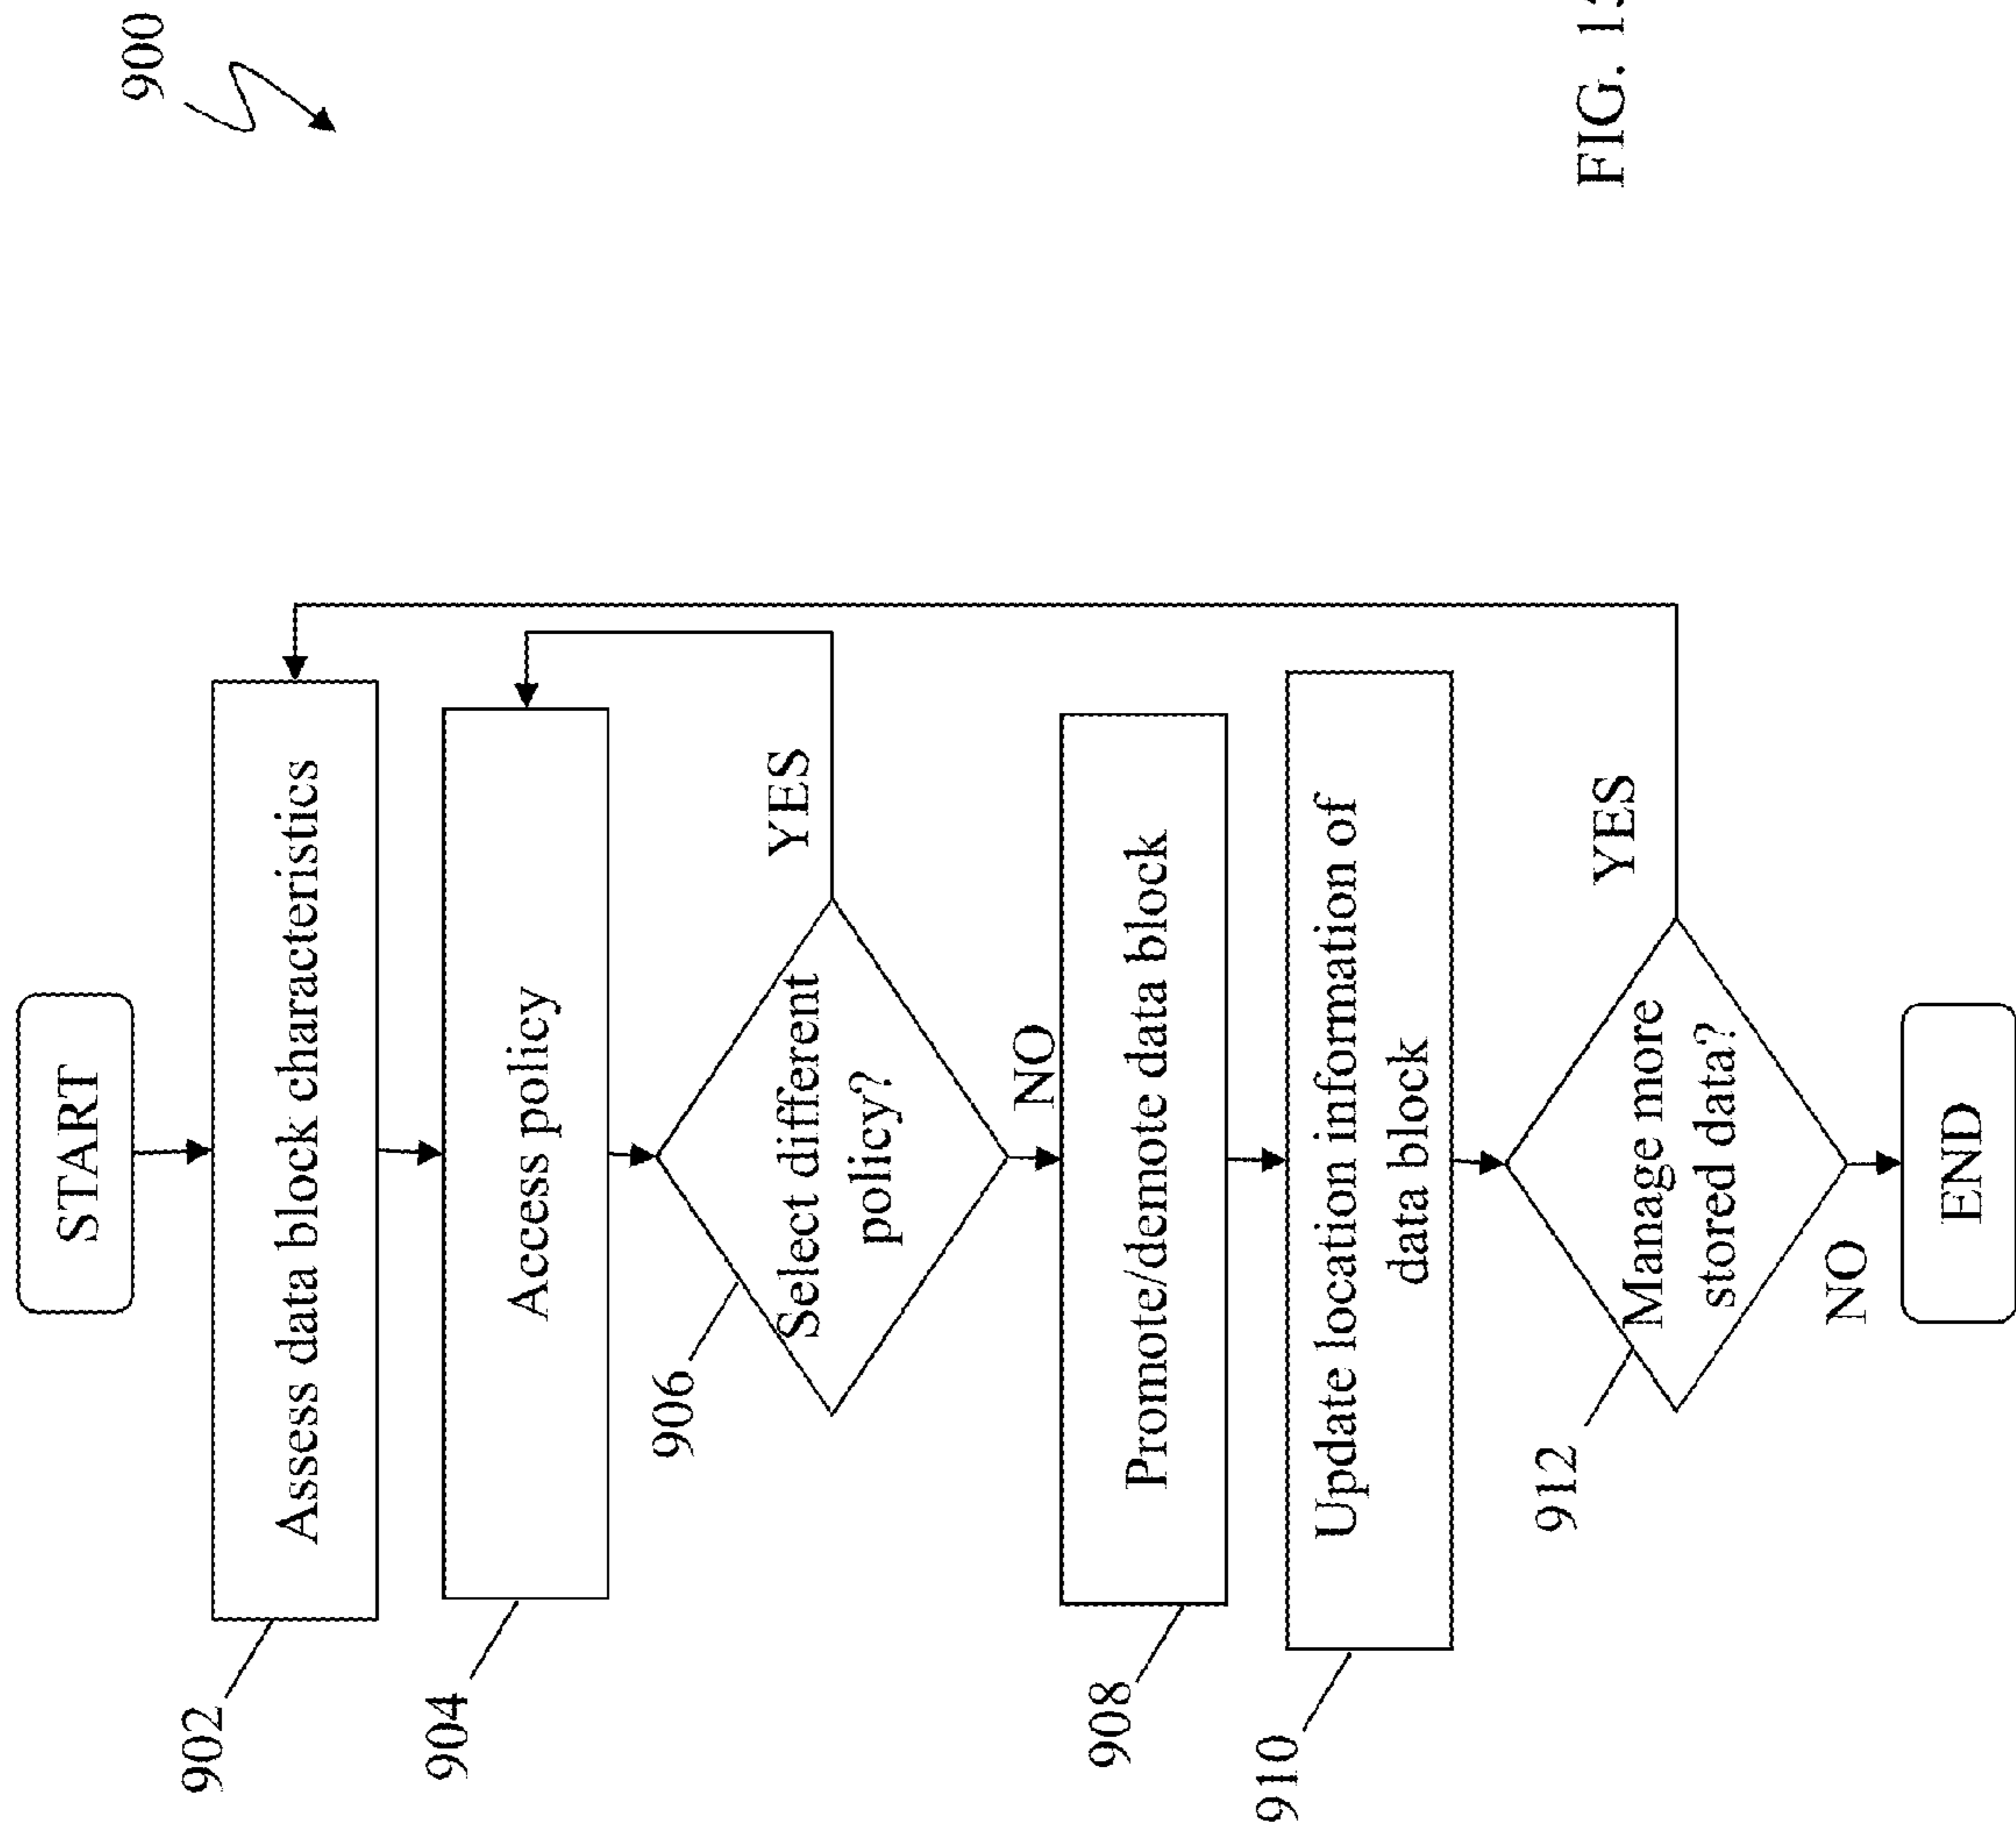 900
START
902
Assess data block characteristics
904
Access policy
906
Select different
policy?
YES
NO
908
Promote/demote data block
910
Update location information of
data block
912
Manage more
stored data?
YES
NO
END
FIG.